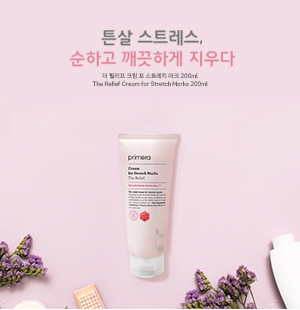 튼살 스트레스,
순하고 깨끗하게 지우다
더 릴리프 크림 포 스트레치 마크 200ml
The Relief Cream for Stretch Marks 200ml
primera
Cream
for Stretch Marks
The Relief